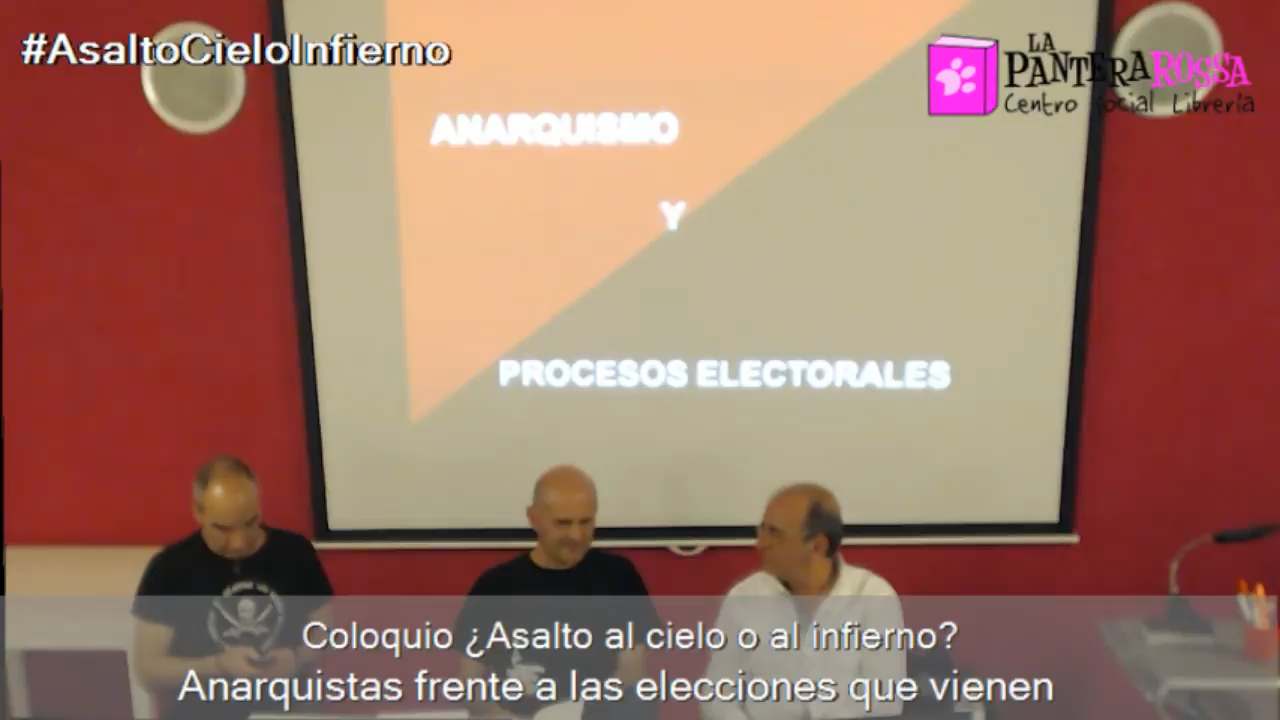 #AsaltoCieloInfierno
LA
PANTERA ROSSA
Centro Social Librería
ANARQUISMO
Y
PROCESOS ELECTORALES
Coloquio ¿Asalto al cielo o al infierno?
Anarquistas frente a las elecciones que vienen